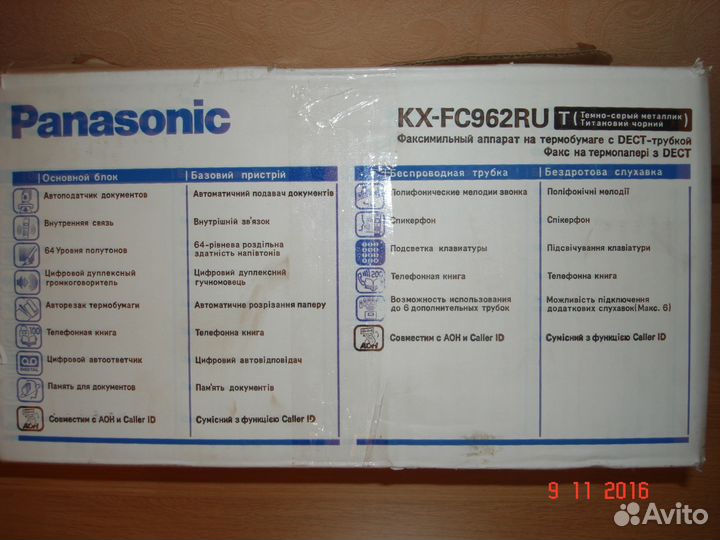 Panasonic
KX-FC962RU T (Темно-серый металлик
Титановий чорний)
Факсимильный аппарат на термобумаге с DECT-трубкой
Факс на термопапері з DECT
Основной блок
Базовий пристрій
Автоподатчик документов
Автоматичний подавач документів
Внутренняя связь
Внутрішній зв'язок
64 Уровня полутонов
64-рівнева роздільна
здатність напівтонів
Цифровой дуплексный
громкоговоритель
Цифровий дуплексний
гучномовець
Авторезак термобумаги
Автоматичне розрізання паперу
100
Телефонная книга
Телефонна книга
DIGITAL
Цифровой автоответчик
Цифровий автовідповідач
Память для документов
Пам'ять документів
АОН
Совместим с АОН и Caller ID
Сумісний з функцією Caller ID
Беспроводная трубка
Бездротова слухавка
Полифонические мелодии звонка
Поліфонічні мелодії
Спикерфон
Спікерфон
Подсветка клавиатуры
Підсвічування клавіатури
200
Телефонная книга
Телефонна книга
Возможность использования
до 6 дополнительных трубок
Можливість підключення
додаткових слухавок(Макс. 6)
АОН
Совместим с АОН и Caller ID
Сумісний з функцією Caller ID
9 11 2016
Avito